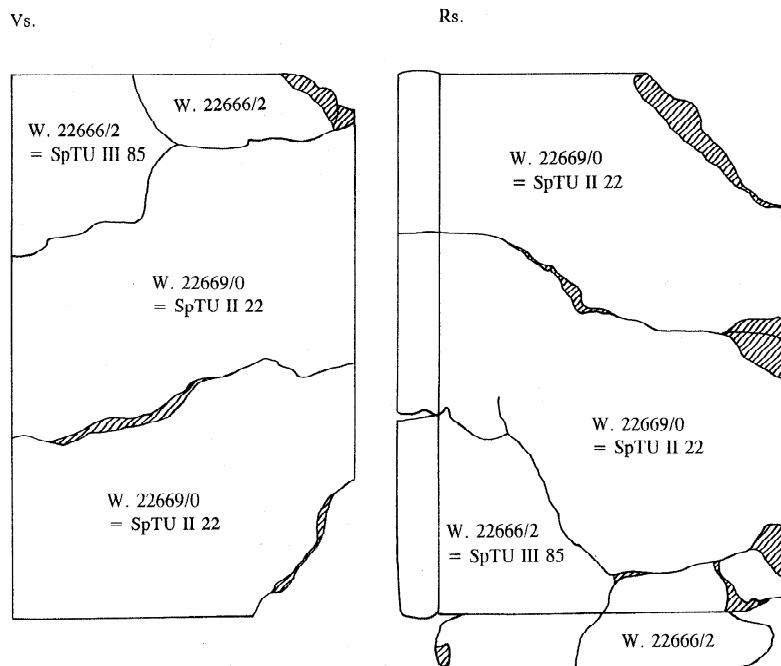 Vs.
W. 22666/2
W. 22666/2
= SpTU III 85
W. 22669/0
= SpTU II 22
W. 22669/0
= SpTU II 22
Rs.
W. 22669/0
= SpTU II 22
W. 22669/0
= SpTU II 22
W. 22666/2
= SpTU III 85
W. 22666/2